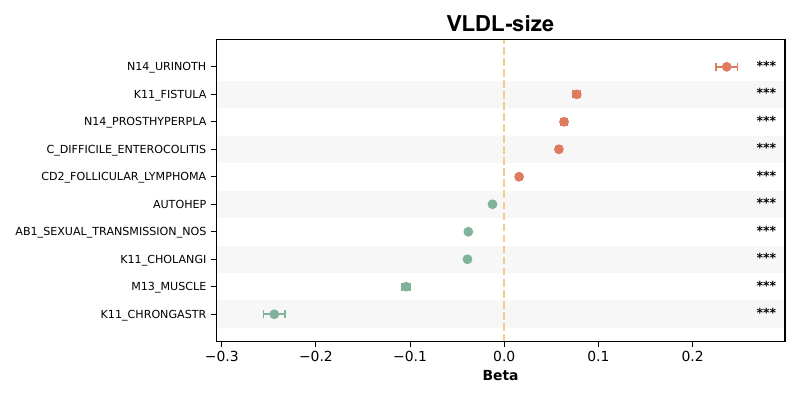 VLDL-size
N14_URINOTH ***
K11_FISTULA ***
N14_PROSTHYPERPLA ***
C_DIFFICILE_ENTEROCOLITIS ***
CD2_FOLLICULAR_LYMPHOMA ***
AUTOHEP ***
AB1_SEXUAL_TRANSMISSION_NOS ***
K11_CHOLANGI ***
M13_MUSCLE ***
K11_CHRONGASTR ***
−0.3 −0.2 −0.1 0.0 0.1 0.2
Beta